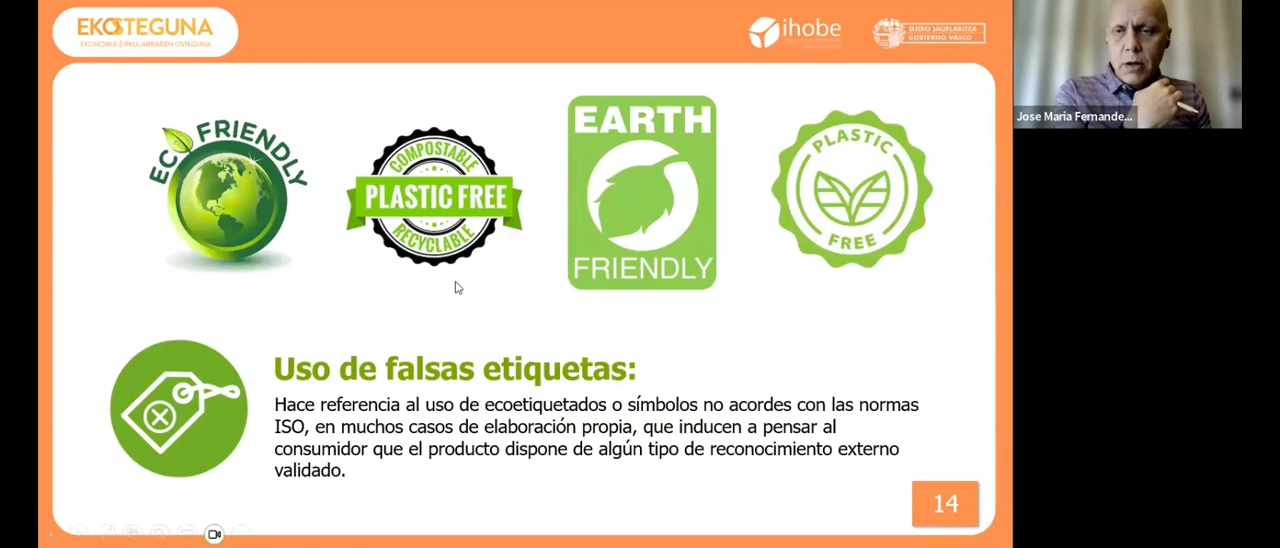 EKOSTEGUNA
EKONOMIA ZIRKULARRAREN OSTEGUNA
ihobe
EUSKO JAURLARITZA
GOBIERNO VASCO
Jose Maria Fernande...
ECO FRIENDLY
COMPOSTABLE
PLASTIC FREE
RECYCLABLE
EARTH
FRIENDLY
PLASTIC
FREE
Uso de falsas etiquetas:
Hace referencia al uso de ecoetiquetados o símbolos no acordes con las normas
ISO, en muchos casos de elaboración propia, que inducen a pensar al
consumidor que el producto dispone de algún tipo de reconocimiento externo
validado.
14